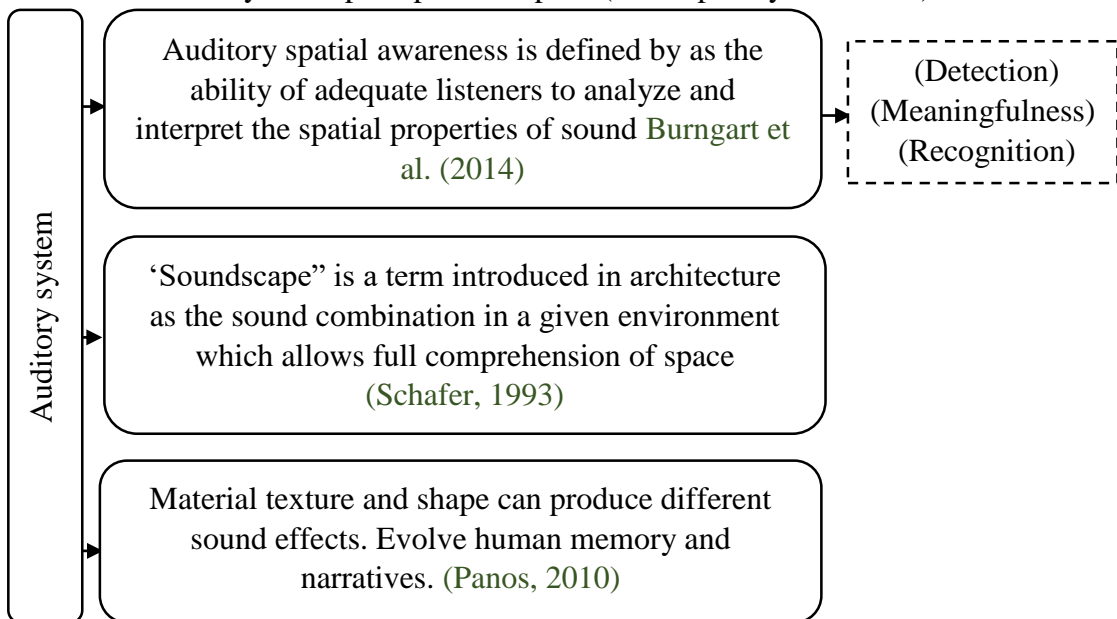 Auditory system
Auditory spatial awareness is defined by as the
ability of adequate listeners to analyze and
interpret the spatial properties of sound Burngart et
al. (2014)
(Detection)
(Meaningfulness)
(Recognition)
‘Soundscape” is a term introduced in architecture
as the sound combination in a given environment
which allows full comprehension of space
(Schafer, 1993)
Material texture and shape can produce different
sound effects. Evolve human memory and
narratives. (Panos, 2010)